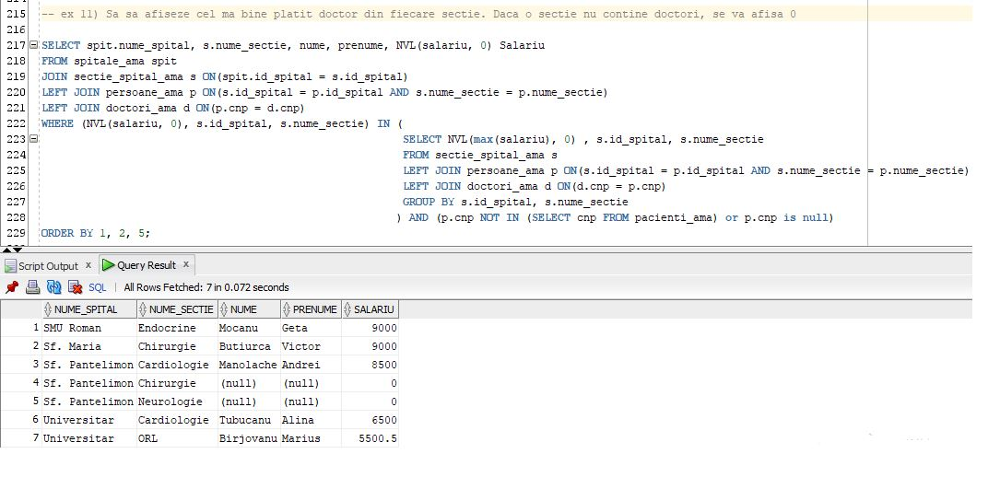 215 -- ex 11) Sa sa afiseze cel ma bine platit doctor din fiecare sectie. Daca o sectie nu contine doctori, se va afisa 0
216
217 SELECT spit.nume_spital, s.nume_sectie, nume, prenume, NVL(salariu, 0) Salariu
218 FROM spitale_ama spit
219 JOIN sectie_spital_ama s ON(spit.id_spital = s.id_spital)
220 LEFT JOIN persoane_ama p ON(s.id_spital = p.id_spital AND s.nume_sectie = p.nume_sectie)
221 LEFT JOIN doctori_ama d ON(p.cnp = d.cnp)
222 WHERE (NVL(salariu, 0), s.id_spital, s.nume_sectie) IN (
223 SELECT NVL(max(salariu), 0) , s.id_spital, s.nume_sectie
224 FROM sectie_spital_ama s
225 LEFT JOIN persoane_ama p ON(s.id_spital = p.id_spital AND s.nume_sectie = p.nume_sectie)
226 LEFT JOIN doctori_ama d ON(d.cnp = p.cnp)
227 GROUP BY s.id_spital, s.nume_sectie
228 ) AND (p.cnp NOT IN (SELECT cnp FROM pacienti_ama) or p.cnp is null)
229 ORDER BY 1, 2, 5;
Script Output x Query Result x
SQL | All Rows Fetched: 7 in 0.072 seconds
NUME_SPITAL NUME_SECTIE NUME PRENUME SALARIU
1 SMU Roman Endocrine Mocanu Geta 9000
2 Sf. Maria Chirurgie Butiurca Victor 9000
3 Sf. Pantelimon Cardiologie Manolache Andrei 8500
4 Sf. Pantelimon Chirurgie (null) (null) 0
5 Sf. Pantelimon Neurologie (null) (null) 0
6 Universitar Cardiologie Tubucanu Alina 6500
7 Universitar ORL Birjovanu Marius 5500.5